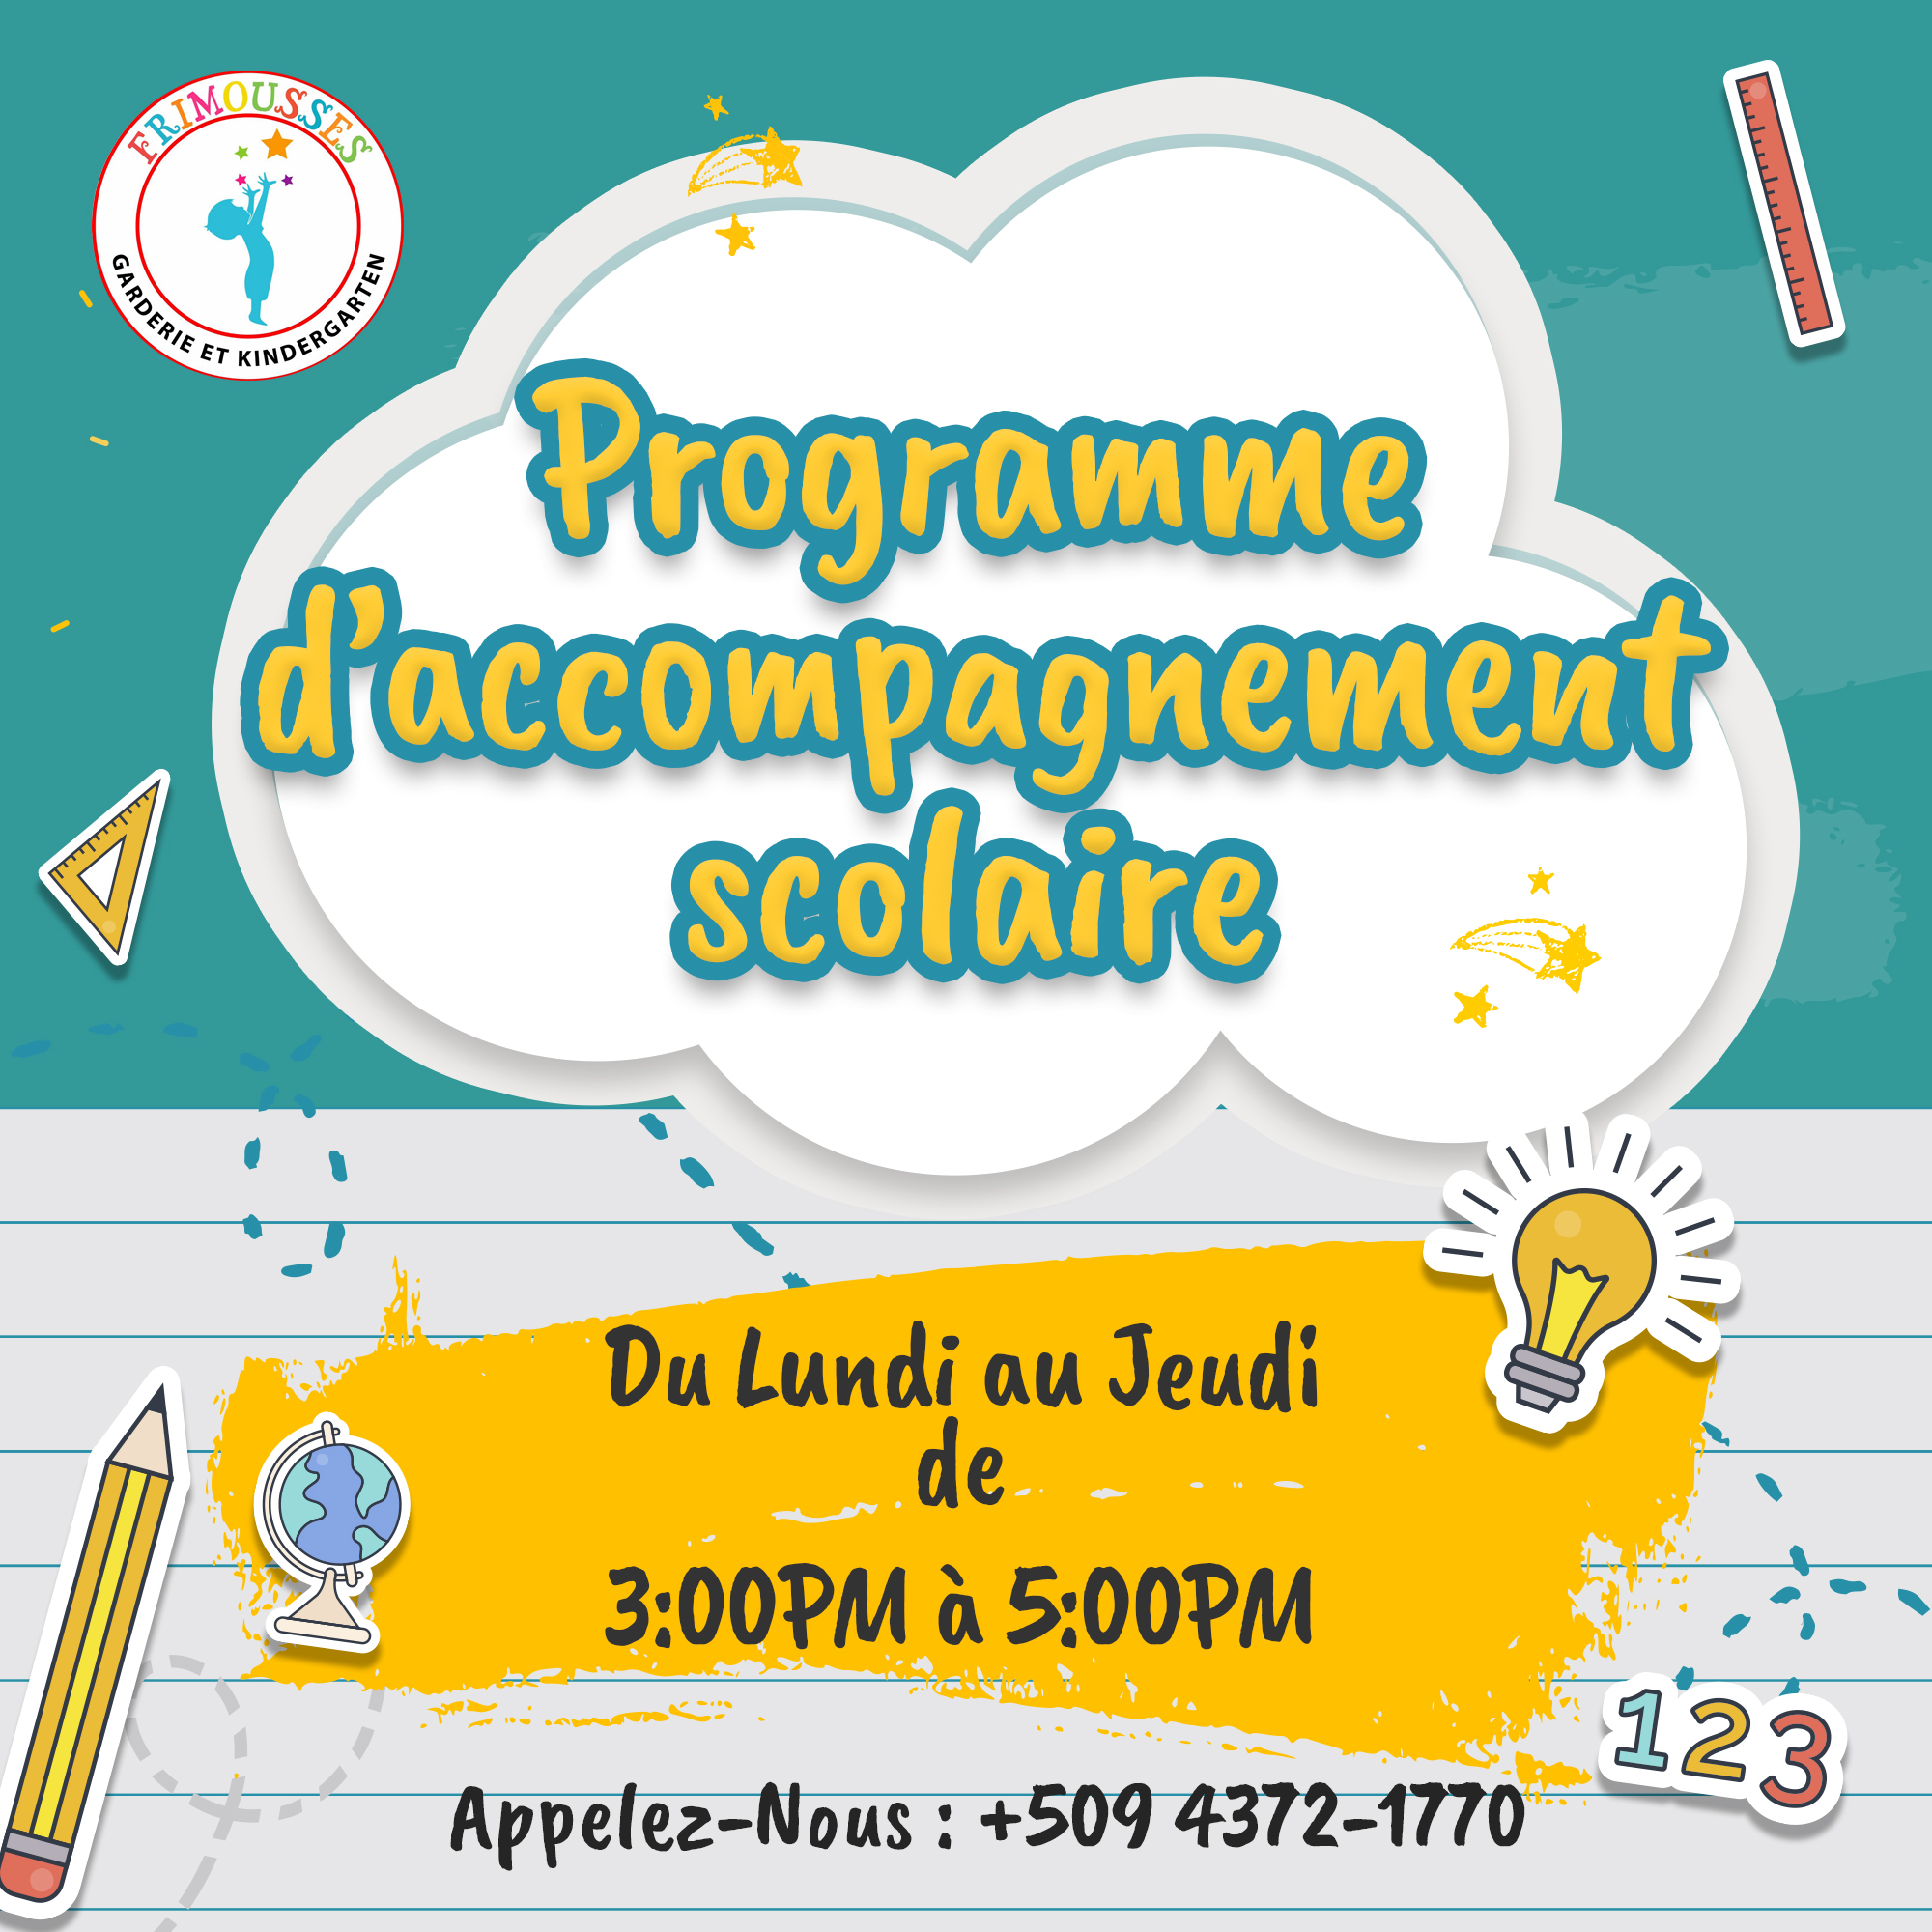 FRIMOUSSES
GARDERIE ET KINDERGARTEN
Programme
d'accompagnement
scolaire
Du Lundi au Jeudi
de
3:00PM à 5:00PM
123
Appelez-Nous : +509 4372-1770